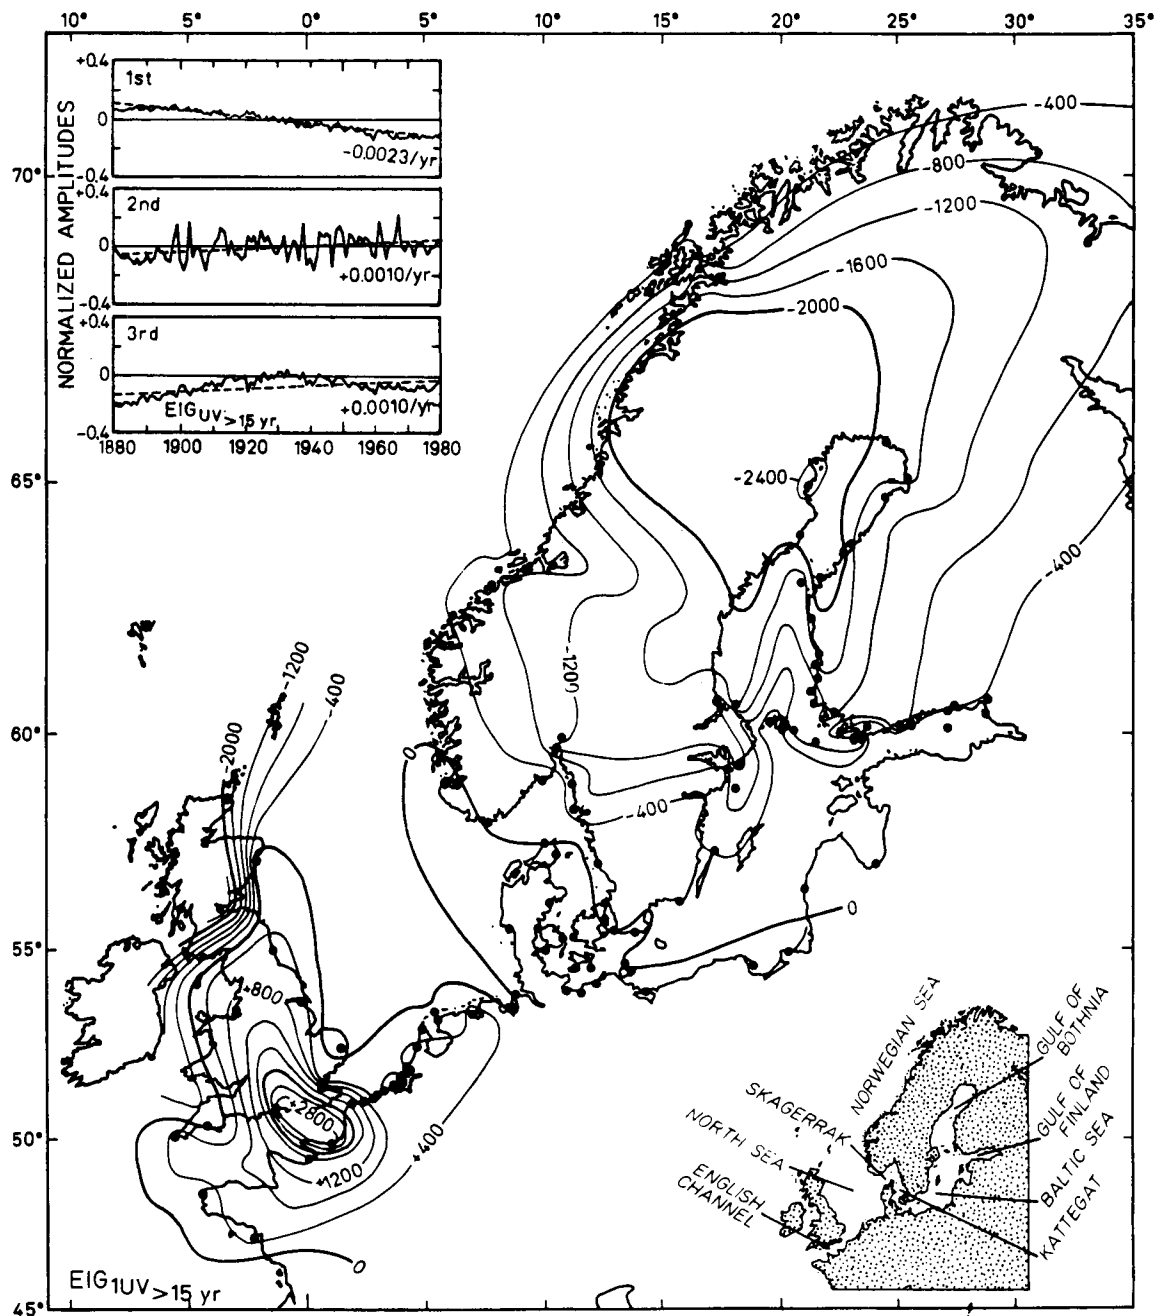 10° 5° 0° 5° 10° 15° 20° 25° 30° 35°
NORMALIZED AMPLITUDES
+0.4
1st
0
-0.0023/yr
-0.4
+0.4
2nd
0
+0.0010/yr
-0.4
+0.4
3rd
0
+0.0010/yr
EIG UV >15 yr
-0.4
1880 1900 1920 1940 1960 1980
70°
65°
60°
55°
50°
45°
-400
-800
-1200
-1600
-2000
-2400
-400
-1200
-1200
-400
-2000
0
-400
0
+800
+2800
+1200
+400
0
NORWEGIAN SEA
GULF OF
BOTHNIA
SKAGERRAK
GULF OF
FINLAND
NORTH SEA
BALTIC SEA
ENGLISH
CHANNEL
KATTEGAT
EIG1UV >15 yr